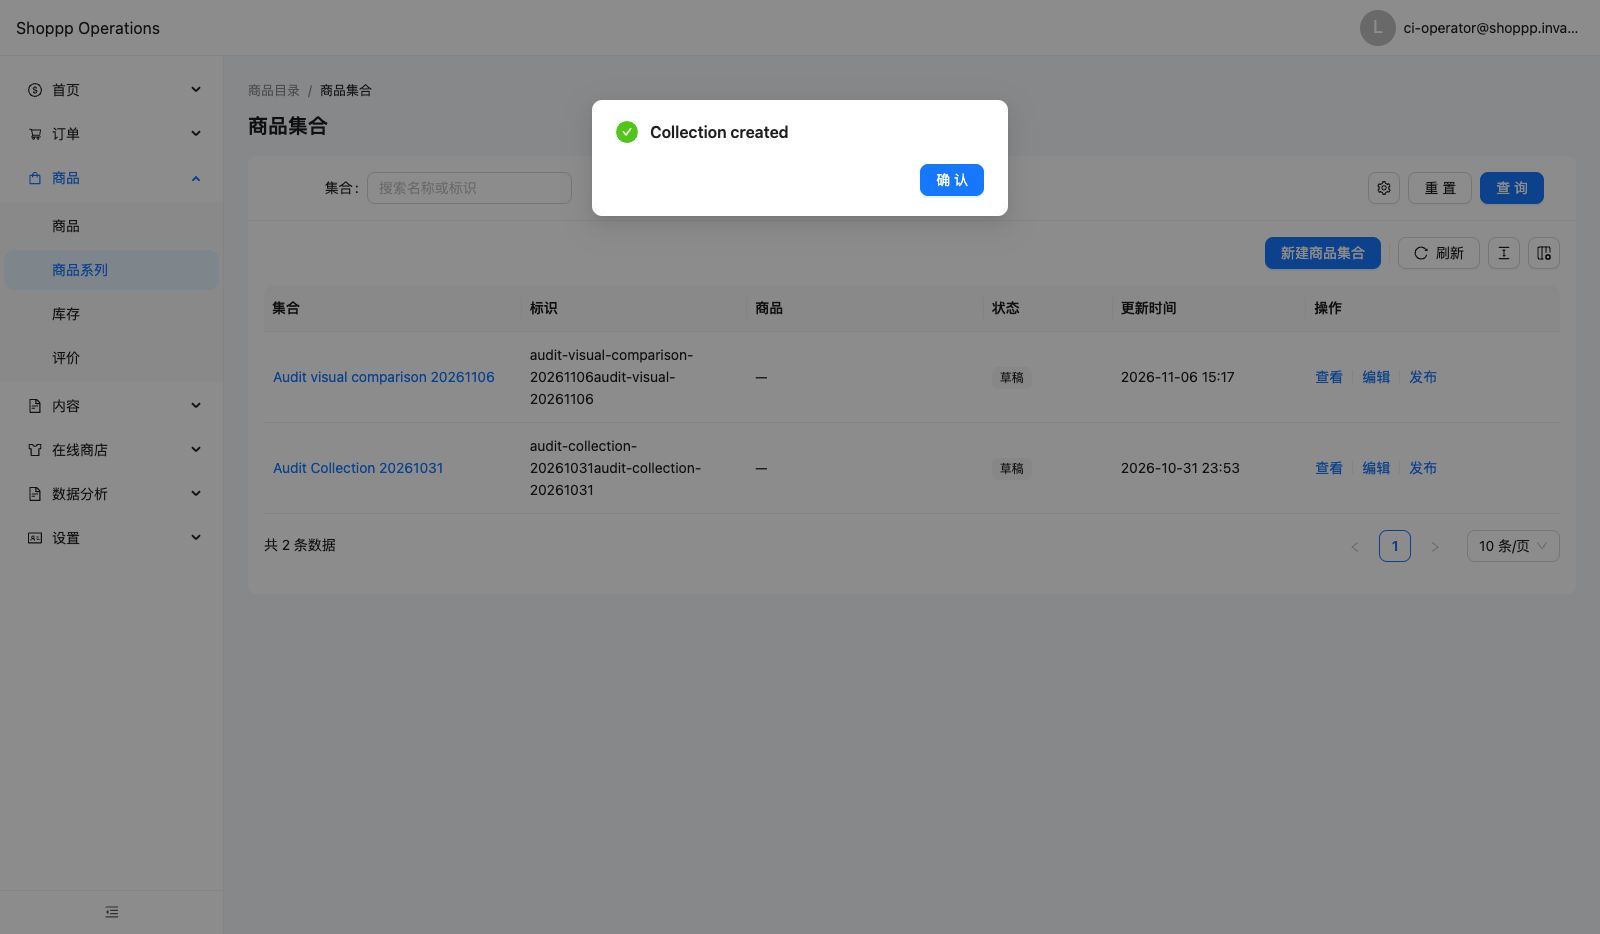 Shoppp Operations
L
ci-operator@shoppp.inva...
首页
订单
商品
商品
商品系列
库存
评价
内容
在线商店
数据分析
设置
商品目录 / 商品集合
商品集合
Collection created
确 认
集合:
搜索名称或标识
重 置
查 询
新建商品集合
刷新
集合 标识 商品 状态 更新时间 操作
Audit visual comparison 20261106
audit-visual-comparison-
20261106audit-visual-
20261106
—
草稿
2026-11-06 15:17
查看 编辑 发布
Audit Collection 20261031
audit-collection-
20261031audit-collection-
20261031
—
草稿
2026-10-31 23:53
查看 编辑 发布
共 2 条数据
< 1 >
10 条/页